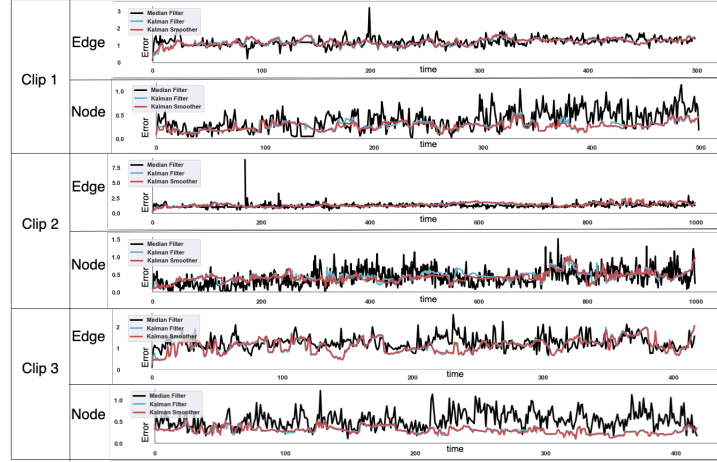 Clip 1
Edge
Error
3
2
1
0
Median Filter
Kalman Filter
Kalman Smoother
0 100 200 300 400 500
time
Node
Error
1.0
0.5
0.0
Median Filter
Kalman Filter
Kalman Smoother
0 100 200 300 400 500
time
Clip 2
Edge
Error
7.5
5.0
2.5
0.0
Median Filter
Kalman Filter
Kalman Smoother
0 200 400 600 800 1000
time
Node
Error
1.5
1.0
0.5
0.0
Median Filter
Kalman Filter
Kalman Smoother
0 200 400 600 800 1000
time
Clip 3
Edge
Error
2
1
0
Median Filter
Kalman Filter
Kalman Smoother
0 100 200 300 400
time
Node
Error
1.0
0.5
0.0
Median Filter
Kalman Filter
Kalman Smoother
0 100 200 300 400
time